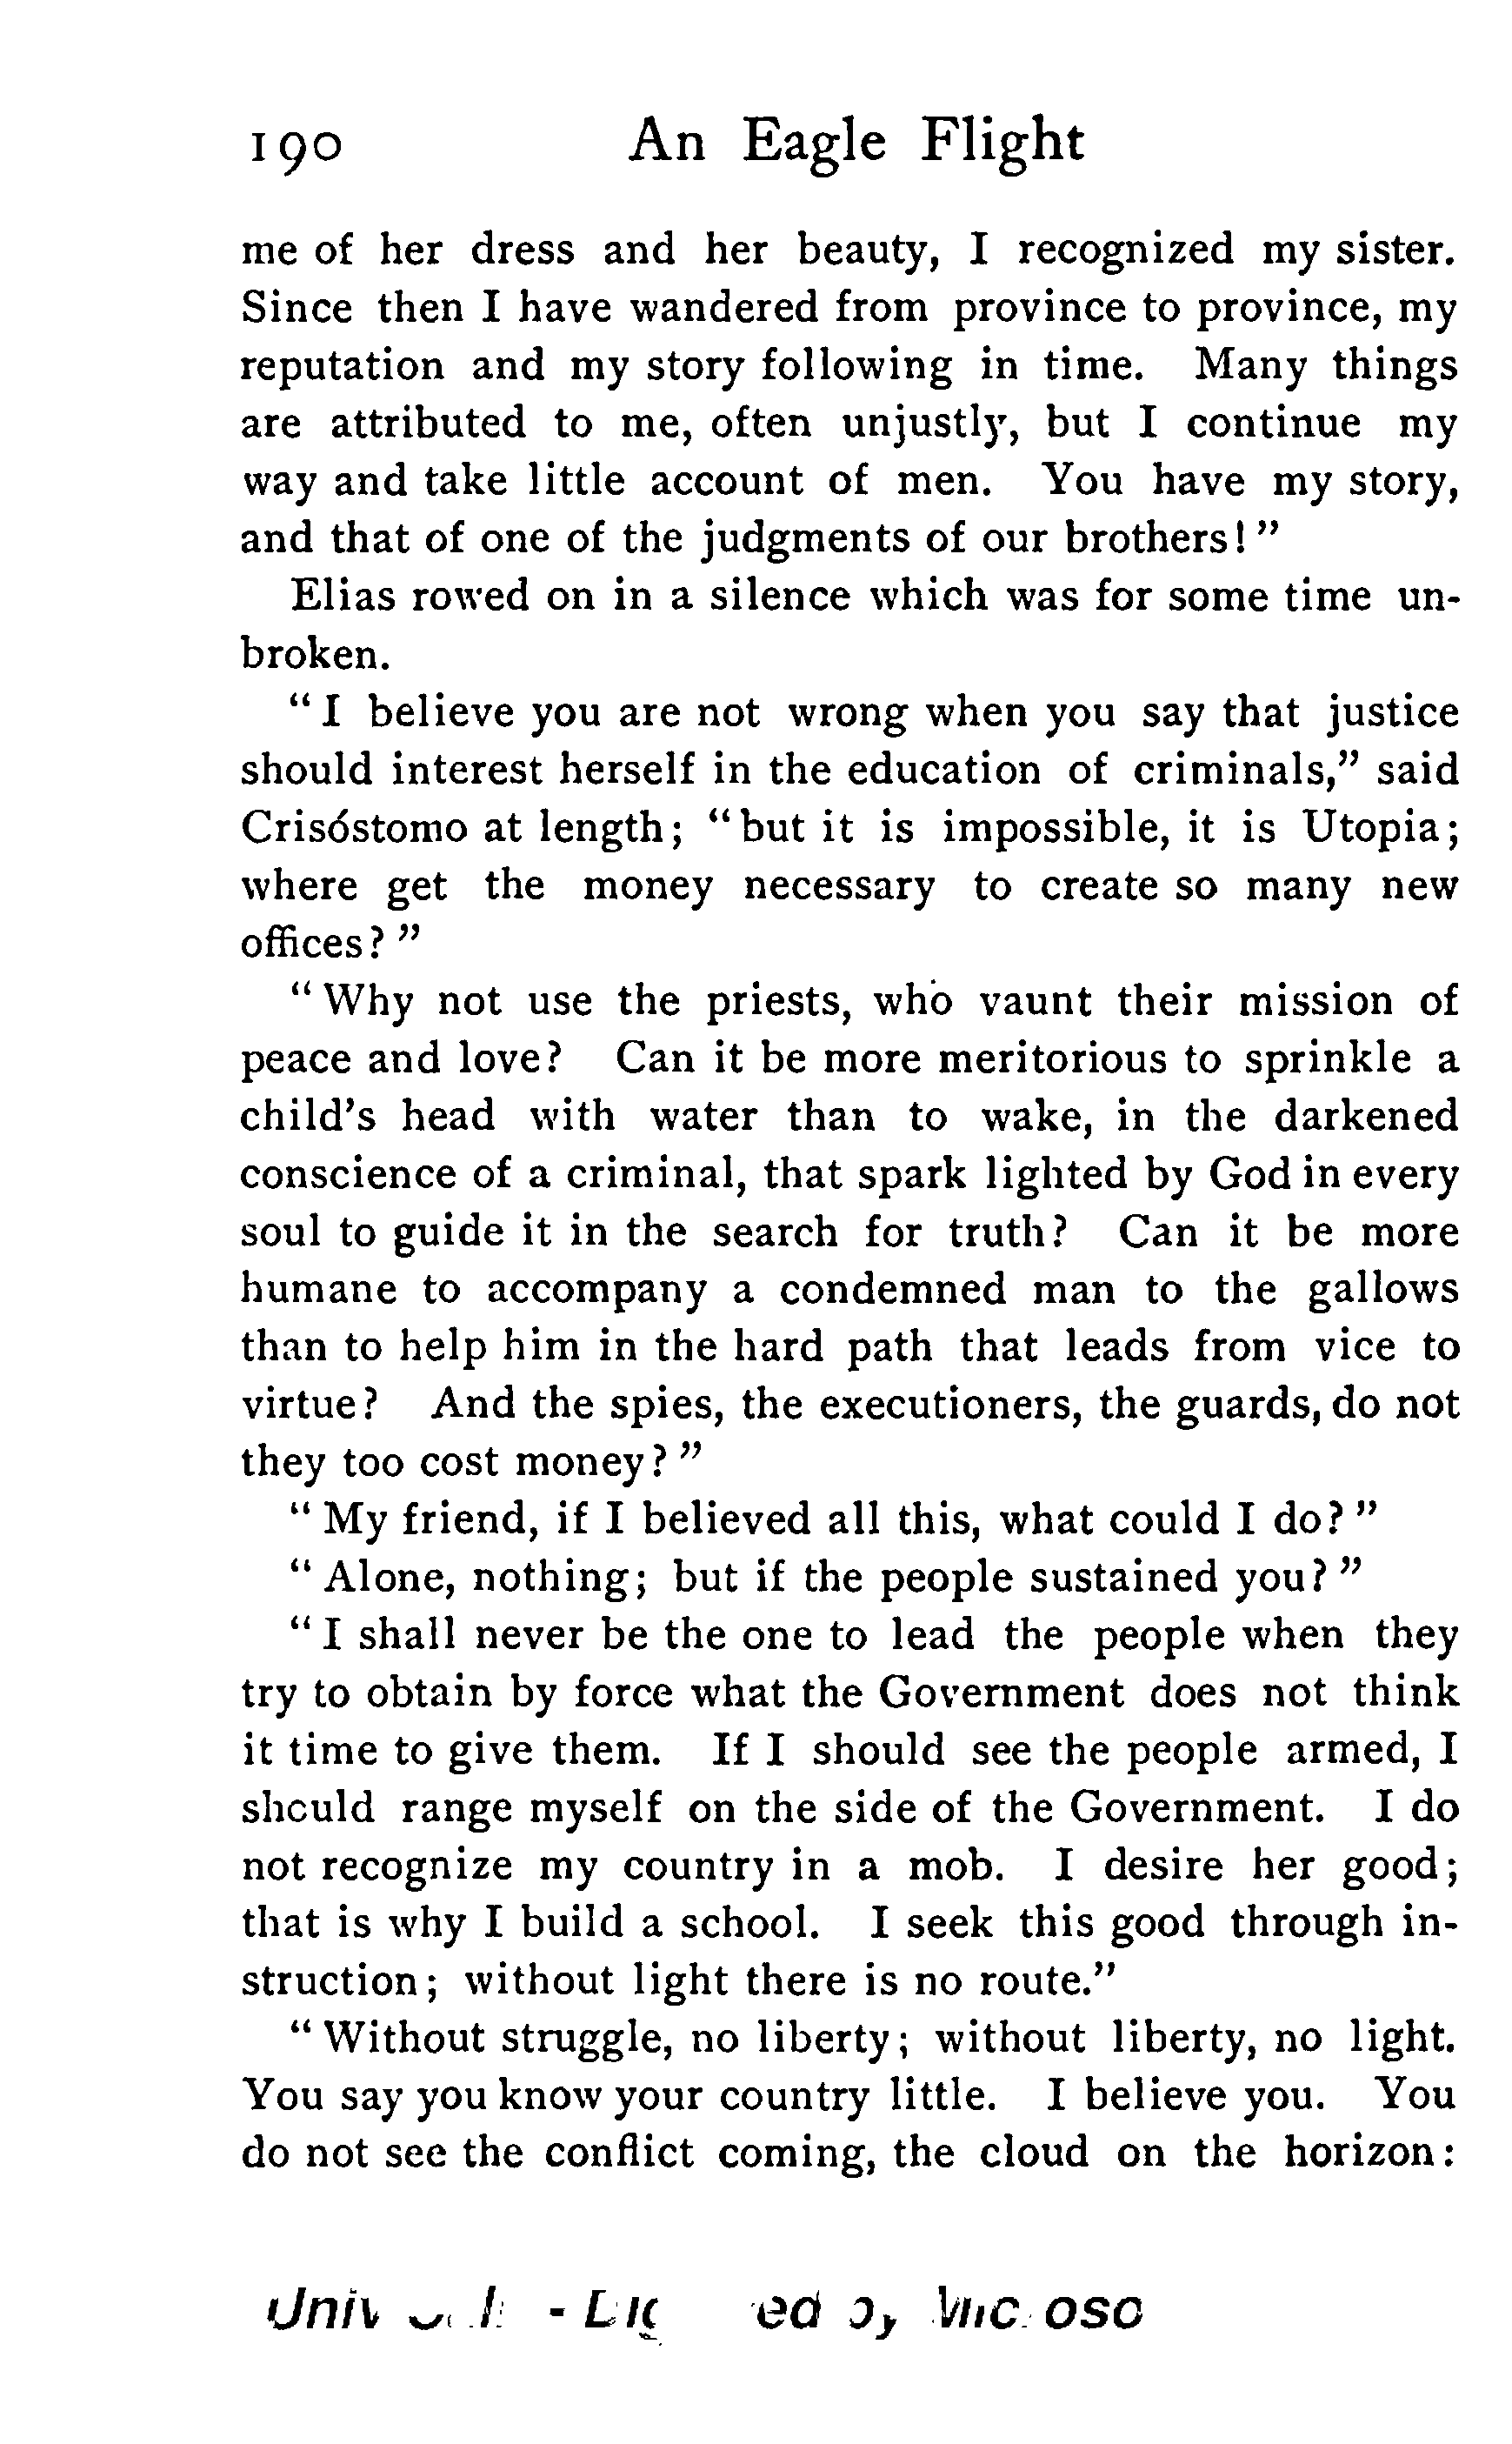 190 An Eagle Flight
me of her dress and her beauty, I recognized my sister.
Since then I have wandered from province to province, my
reputation and my story following in time. Many things
are attributed to me, often unjustly, but I continue my
way and take little account of men. You have my story,
and that of one of the judgments of our brothers!"
Elias rowed on in a silence which was for some time un-
broken.
"I believe you are not wrong when you say that justice
should interest herself in the education of criminals," said
Crisóstomo at length; "but it is impossible, it is Utopia;
where get the money necessary to create so many new
offices?"
"Why not use the priests, who vaunt their mission of
peace and love? Can it be more meritorious to sprinkle a
child's head with water than to wake, in the darkened
conscience of a criminal, that spark lighted by God in every
soul to guide it in the search for truth? Can it be more
humane to accompany a condemned man to the gallows
than to help him in the hard path that leads from vice to
virtue? And the spies, the executioners, the guards, do not
they too cost money?"
"My friend, if I believed all this, what could I do?"
"Alone, nothing; but if the people sustained you?"
"I shall never be the one to lead the people when they
try to obtain by force what the Government does not think
it time to give them. If I should see the people armed, I
should range myself on the side of the Government. I do
not recognize my country in a mob. I desire her good;
that is why I build a school. I seek this good through in-
struction; without light there is no route."
"Without struggle, no liberty; without liberty, no light.
You say you know your country little. I believe you. You
do not see the conflict coming, the cloud on the horizon: